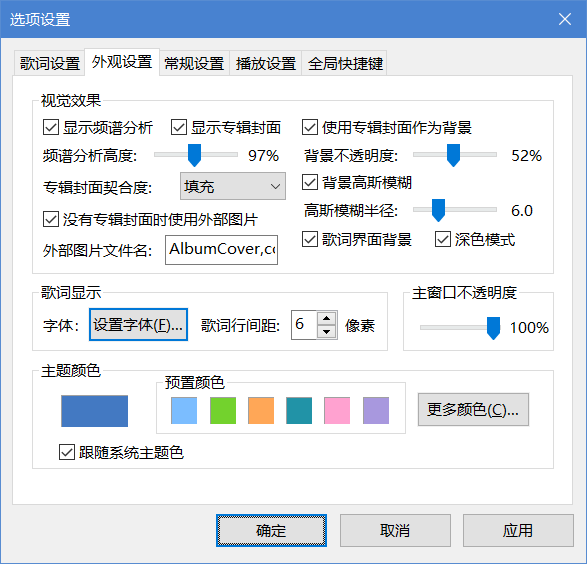 选项设置
歌词设置 外观设置 常规设置 播放设置 全局快捷键
视觉效果
显示频谱分析 显示专辑封面 使用专辑封面作为背景
频谱分析高度: 97% 背景不透明度: 52%
专辑封面契合度: 填充 背景高斯模糊
没有专辑封面时使用外部图片 高斯模糊半径: 6.0
外部图片文件名: AlbumCover,co 歌词界面背景 深色模式
歌词显示 主窗口不透明度
字体: 设置字体(F)... 歌词行间距: 6 像素 100%
主题颜色
预置颜色
更多颜色(C)...
跟随系统主题色
确定 取消 应用